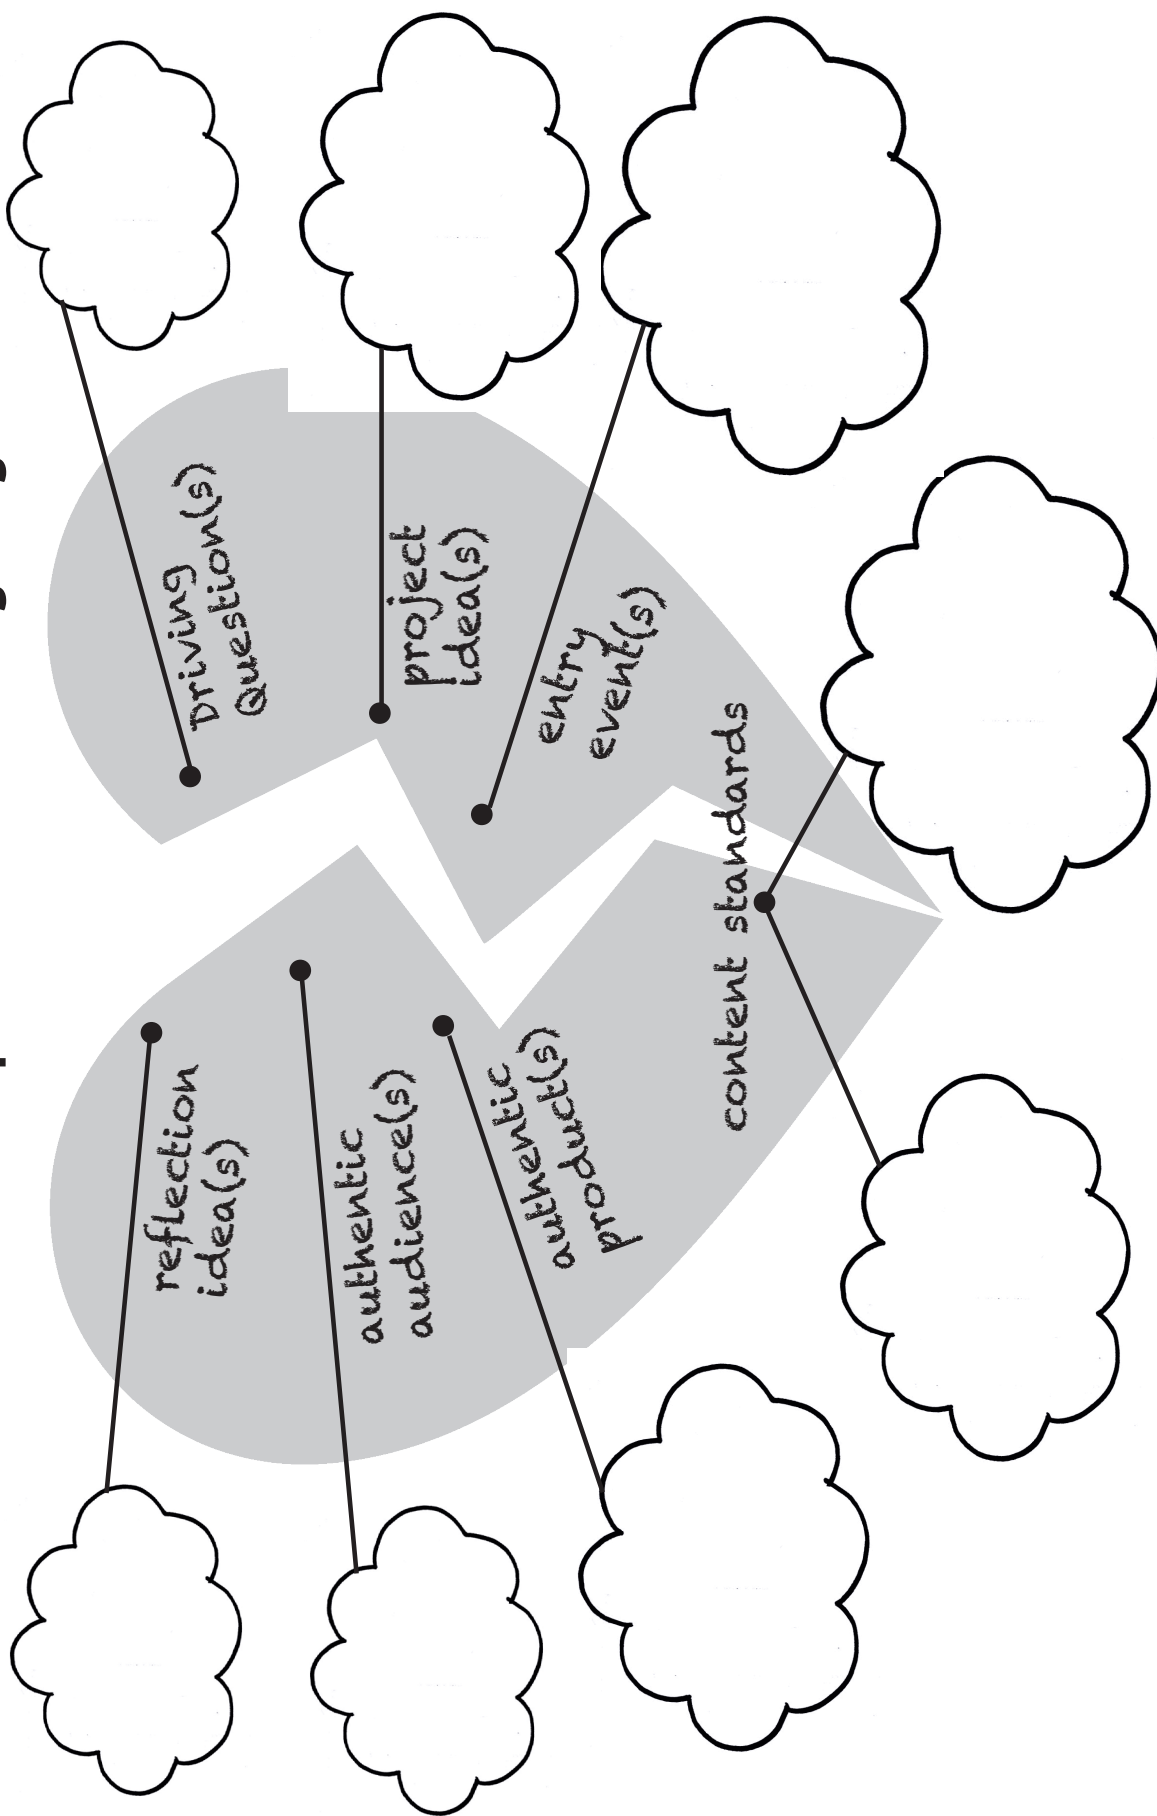 reflection
idea(s)
authentic
audience(s)
authentic
product(s)
content standards
Driving
Question(s)
project
idea(s)
entry
event(s)